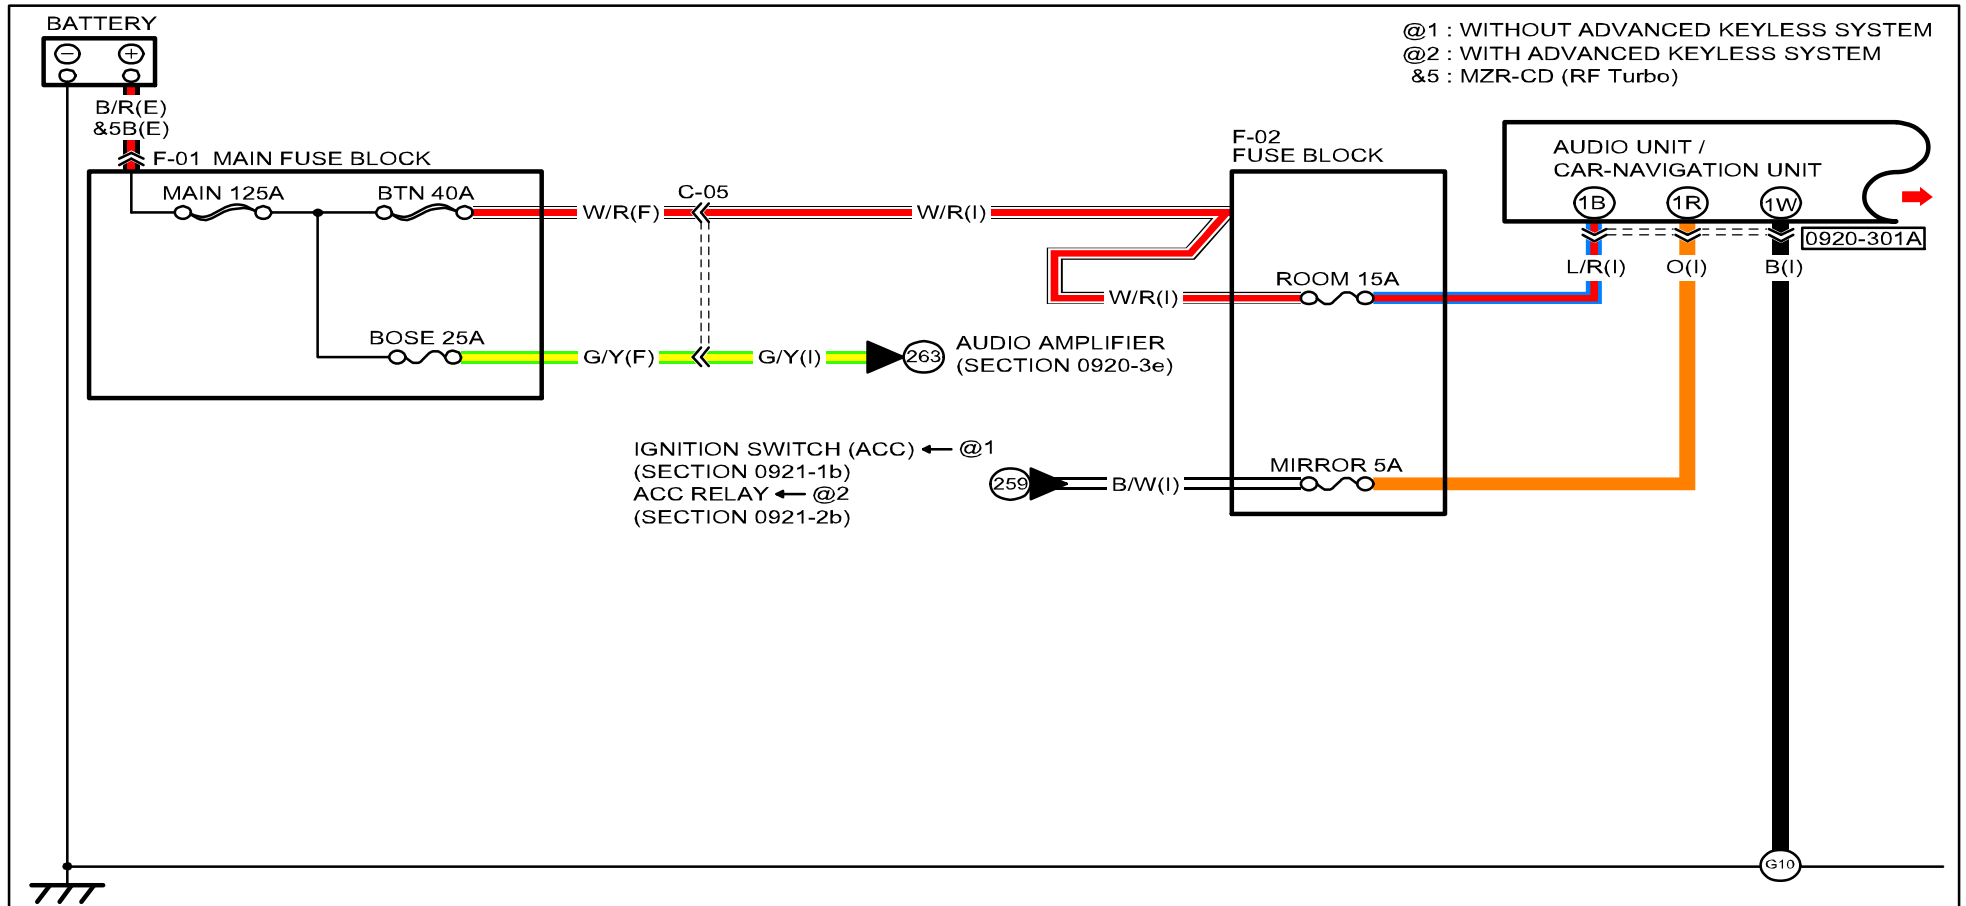 BATTERY
@1 : WITHOUT ADVANCED KEYLESS SYSTEM
@2 : WITH ADVANCED KEYLESS SYSTEM
&5 : MZR-CD (RF Turbo)
B/R(E)
&5B(E)
F-01 MAIN FUSE BLOCK
F-02
FUSE BLOCK
AUDIO UNIT /
CAR-NAVIGATION UNIT
MAIN 125A
BTN 40A
C-05
1B
1R
1W
W/R(F)
W/R(I)
0920-301A
L/R(I)
O(I)
B(I)
ROOM 15A
W/R(I)
BOSE 25A
G/Y(F)
G/Y(I)
263
AUDIO AMPLIFIER
(SECTION 0920-3e)
IGNITION SWITCH (ACC) ← @1
(SECTION 0921-1b)
ACC RELAY ← @2
(SECTION 0921-2b)
259
B/W(I)
MIRROR 5A
G10